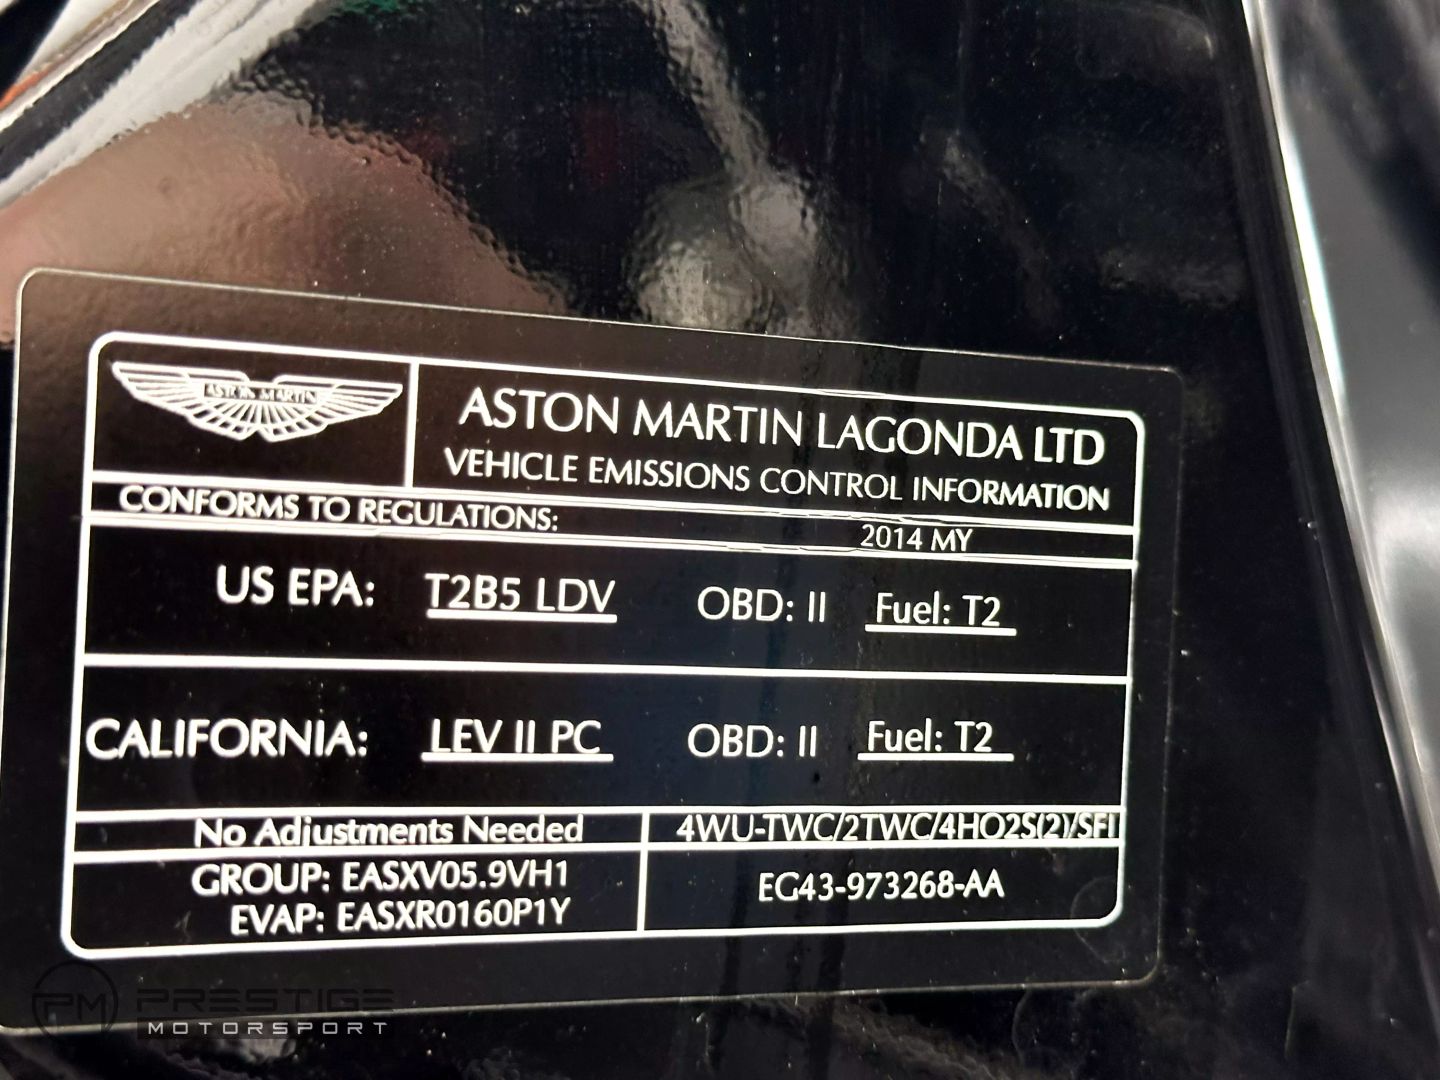 ASTON MARTIN
ASTON MARTIN LAGONDA LTD
VEHICLE EMISSIONS CONTROL INFORMATION
CONFORMS TO REGULATIONS: 2014 MY
US EPA: T2B5 LDV OBD: II Fuel: T2
CALIFORNIA: LEV II PC OBD: II Fuel: T2
No Adjustments Needed 4WU-TWC/2TWC/4HO2S(2)/SFI
GROUP: EASXV05.9VH1
EVAP: EASXR0160P1Y
EG43-973268-AA
PM PRESTIGE
MOTORSPORT